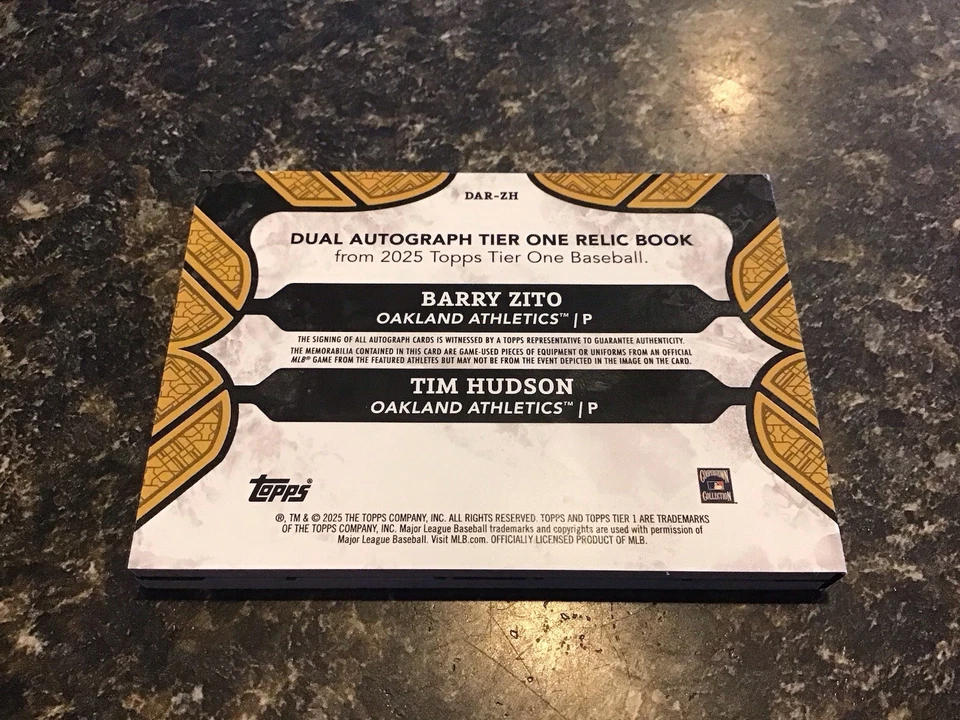 DAR-ZH
DUAL AUTOGRAPH TIER ONE RELIC BOOK
from 2025 Topps Tier One Baseball.
BARRY ZITO
OAKLAND ATHLETICS™ | P
THE SIGNING OF ALL AUTOGRAPH CARDS IS WITNESSED BY A TOPPS REPRESENTATIVE TO GUARANTEE AUTHENTICITY.
THE MEMORABILIA CONTAINED IN THIS CARD ARE GAME-USED PIECES OF EQUIPMENT OR UNIFORMS FROM AN OFFICIAL
MLB® GAME FROM THE FEATURED ATHLETES BUT MAY NOT BE FROM THE EVENT DEPICTED IN THE IMAGE ON THE CARD.
TIM HUDSON
OAKLAND ATHLETICS™ | P
topps®
COOPERSTOWN
COLLECTION
®, TM & © 2025 THE TOPPS COMPANY, INC. ALL RIGHTS RESERVED. TOPPS AND TOPPS TIER 1 ARE TRADEMARKS
OF THE TOPPS COMPANY, INC. Major League Baseball trademarks and copyrights are used with permission of
Major League Baseball. Visit MLB.com. OFFICIALLY LICENSED PRODUCT OF MLB.